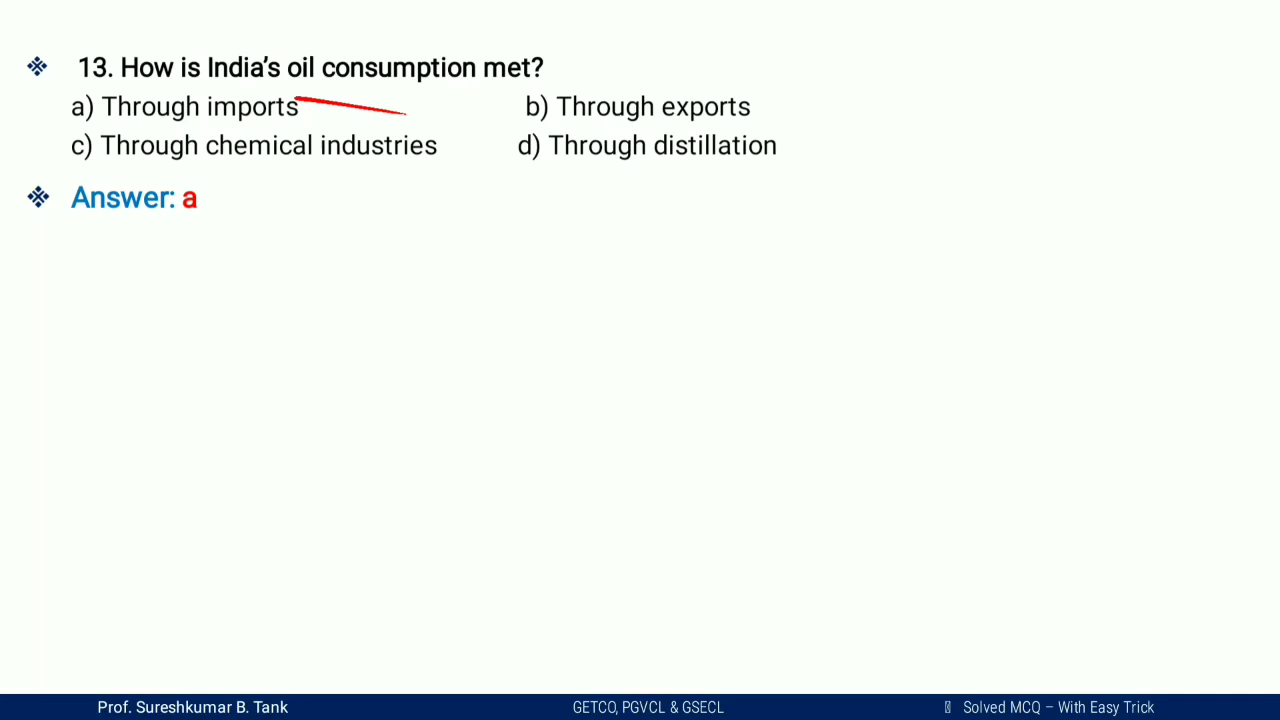 ❖ 13. How is India's oil consumption met?
a) Through imports b) Through exports
c) Through chemical industries d) Through distillation
❖ Answer: a
Prof. Sureshkumar B. Tank GETCO, PGVCL & GSECL Solved MCQ – With Easy Trick